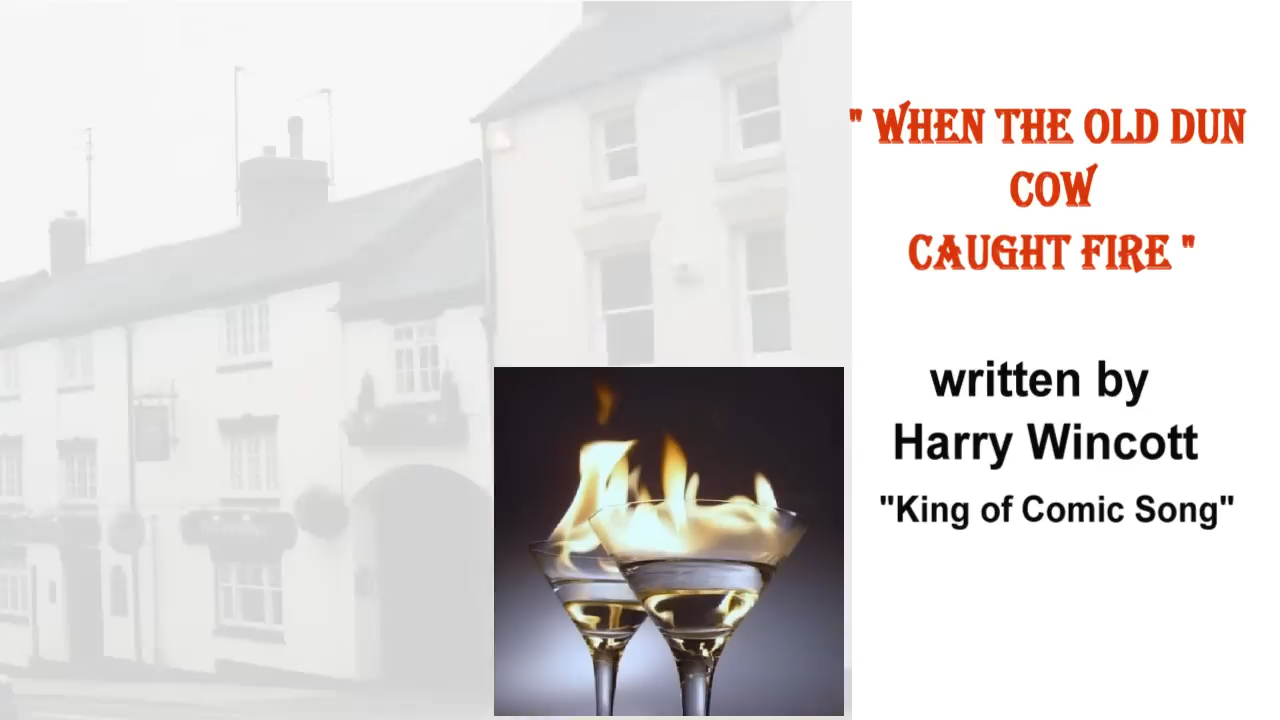 " WHEN THE OLD DUN
COW
CAUGHT FIRE "
written by
Harry Wincott
"King of Comic Song"